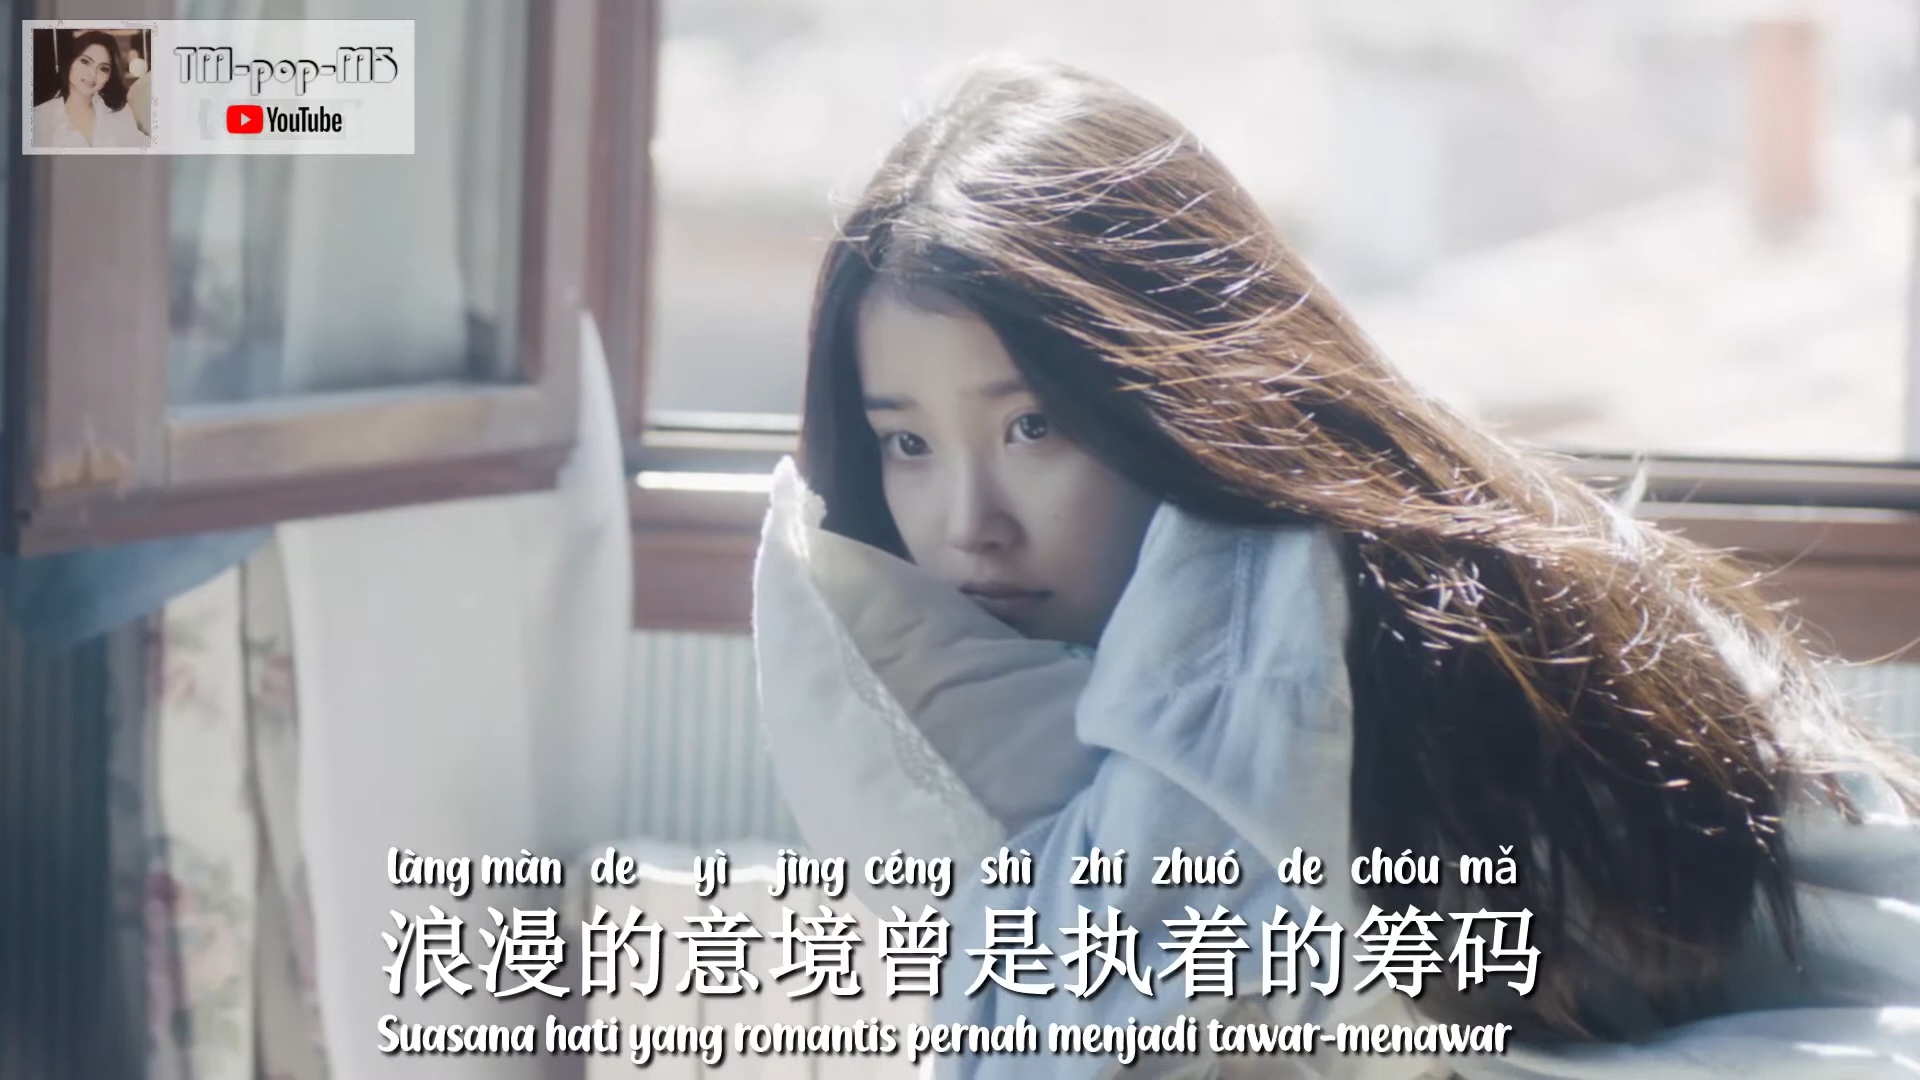 TM-pop-M3
YouTube
làng màn de yì jìng céng shì zhí zhuó de chóu mǎ
浪漫的意境曾是执着的筹码
Suasana hati yang romantis pernah menjadi tawar-menawar